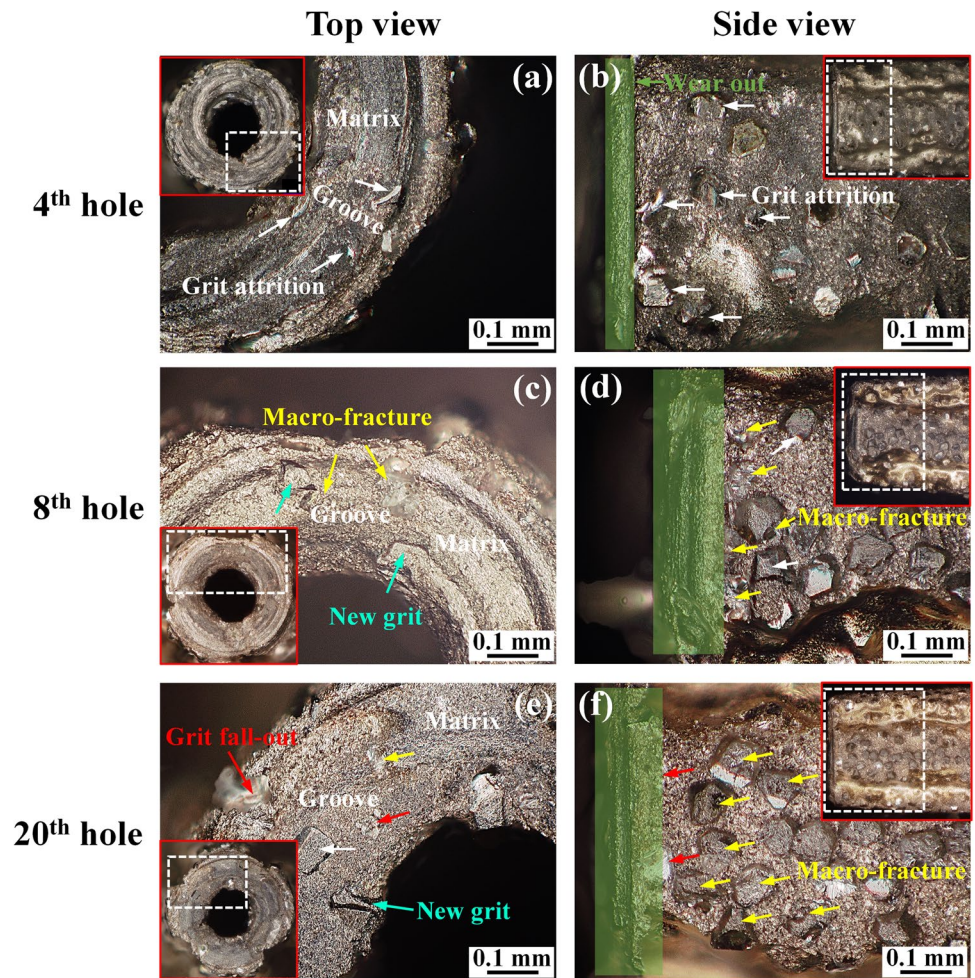 Top view
Side view
4th hole
(a)
Matrix
Groove
Grit attrition
0.1 mm
(b)
Wear out
Grit attrition
0.1 mm
8th hole
(c)
Macro-fracture
Groove
Matrix
New grit
0.1 mm
(d)
Macro-fracture
0.1 mm
20th hole
(e)
Matrix
Grit fall-out
Groove
New grit
0.1 mm
(f)
Macro-fracture
0.1 mm